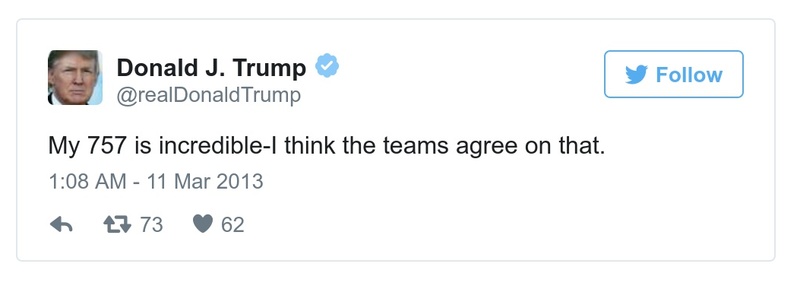 Donald J. Trump
@realDonaldTrump
Follow
My 757 is incredible-I think the teams agree on that.
1:08 AM - 11 Mar 2013
73 62